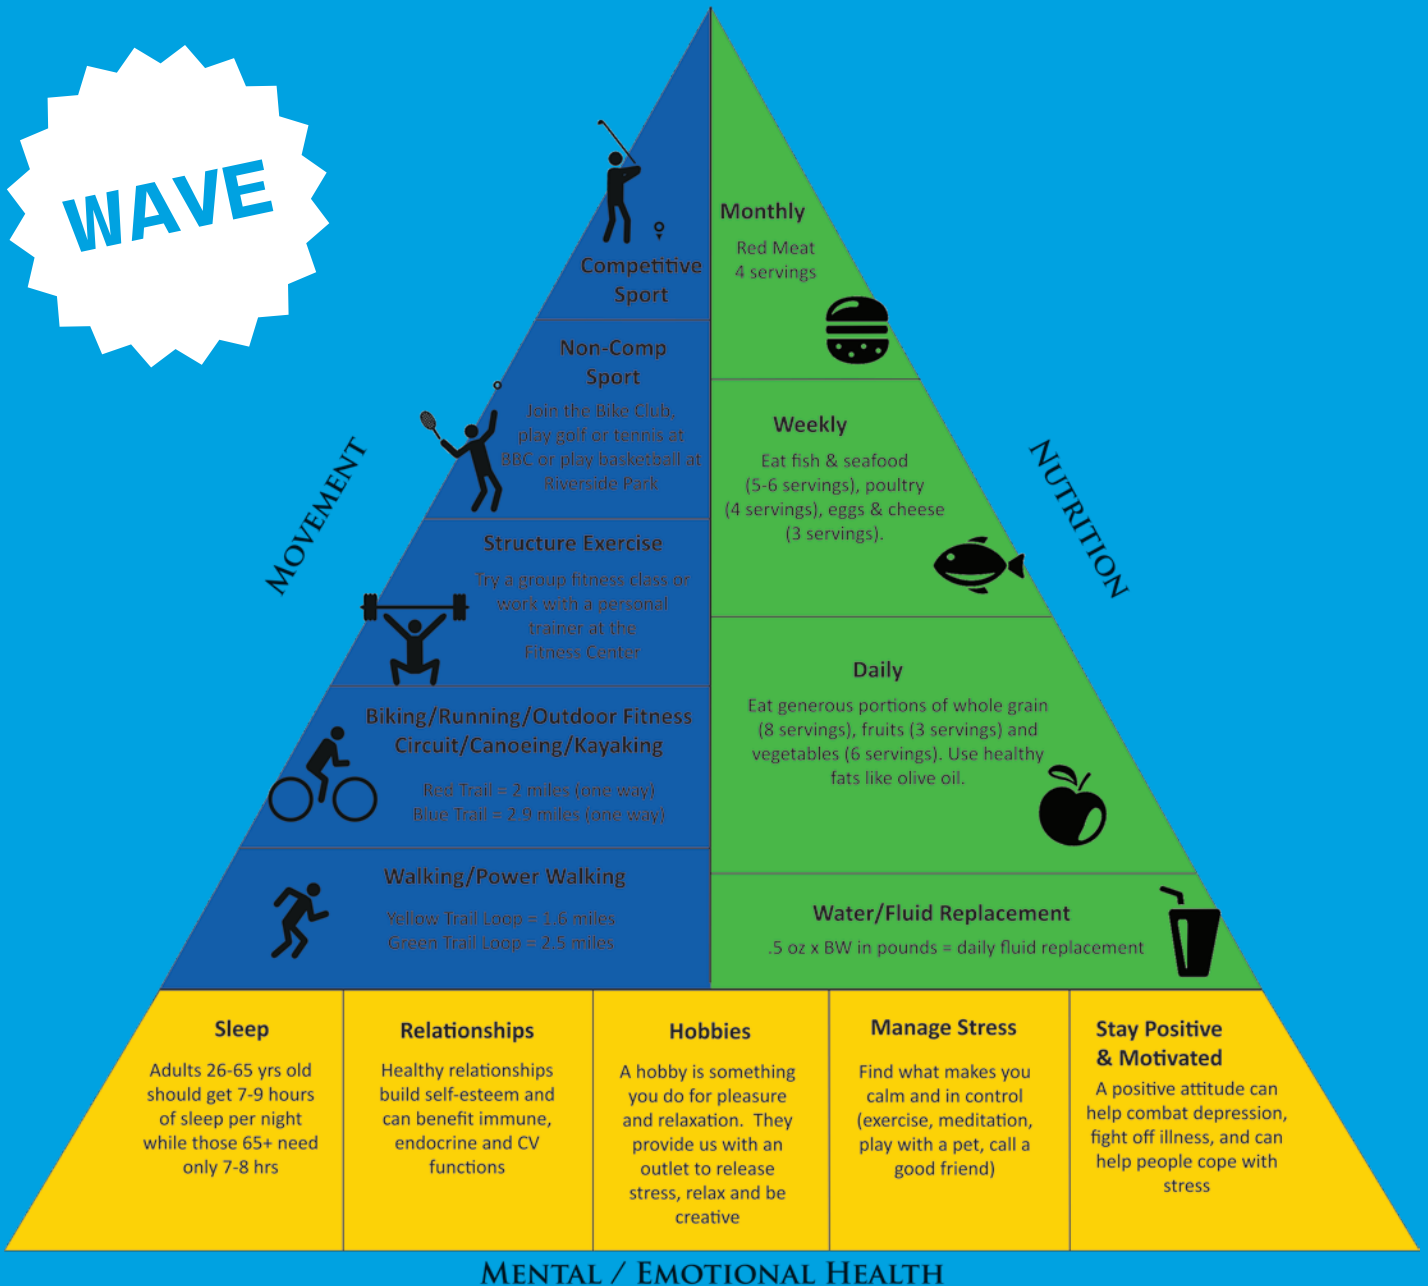 WAVE
MOVEMENT
NUTRITION
Competitive
Sport
Non-Comp
Sport
Join the Bike Club,
play golf or tennis at
BBC or play basketball at
Riverside Park
Structure Exercise
Try a group fitness class or
work with a personal
trainer at the
Fitness Center
Biking/Running/Outdoor Fitness
Circuit/Canoeing/Kayaking
Red Trail = 2 miles (one way)
Blue Trail = 2.9 miles (one way)
Walking/Power Walking
Yellow Trail Loop = 1.6 miles
Green Trail Loop = 2.5 miles
Monthly
Red Meat
4 servings
Weekly
Eat fish & seafood
(5-6 servings), poultry
(4 servings), eggs & cheese
(3 servings).
Daily
Eat generous portions of whole grain
(8 servings), fruits (3 servings) and
vegetables (6 servings). Use healthy
fats like olive oil.
Water/Fluid Replacement
.5 oz x BW in pounds = daily fluid replacement
Sleep
Adults 26-65 yrs old
should get 7-9 hours
of sleep per night
while those 65+ need
only 7-8 hrs
Relationships
Healthy relationships
build self-esteem and
can benefit immune,
endocrine and CV
functions
Hobbies
A hobby is something
you do for pleasure
and relaxation. They
provide us with an
outlet to release
stress, relax and be
creative
Manage Stress
Find what makes you
calm and in control
(exercise, meditation,
play with a pet, call a
good friend)
Stay Positive
& Motivated
A positive attitude can
help combat depression,
fight off illness, and can
help people cope with
stress
MENTAL / EMOTIONAL HEALTH